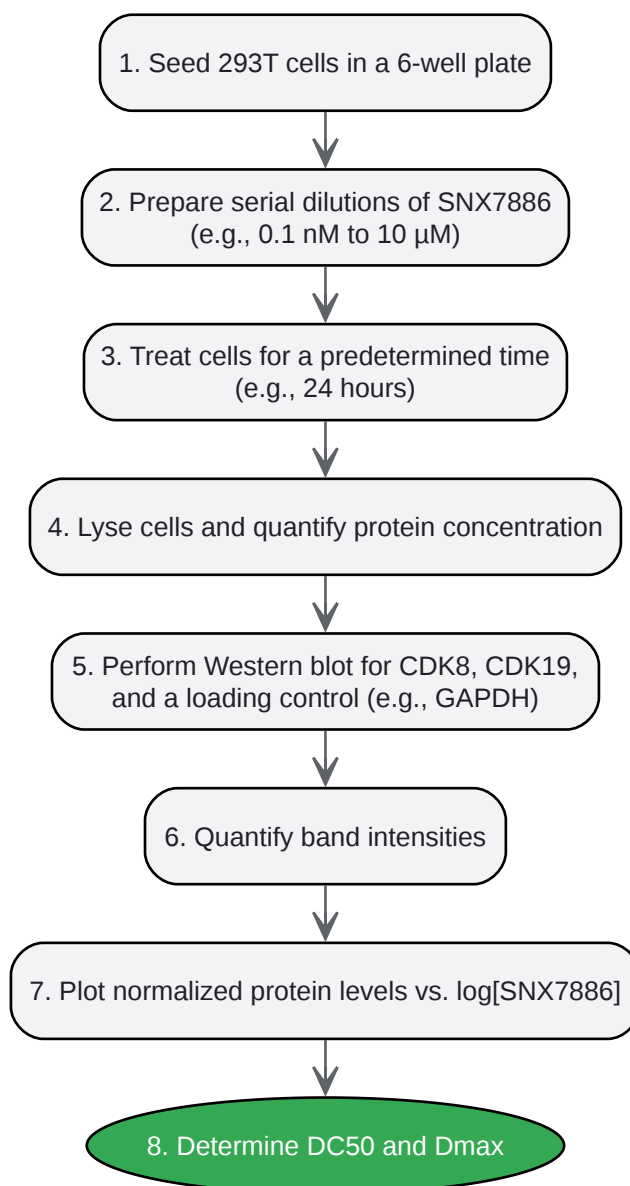 1. Seed 293T cells in a 6-well plate
2. Prepare serial dilutions of SNX7886
(e.g., 0.1 nM to 10 µM)
3. Treat cells for a predetermined time
(e.g., 24 hours)
4. Lyse cells and quantify protein concentration
5. Perform Western blot for CDK8, CDK19,
and a loading control (e.g., GAPDH)
6. Quantify band intensities
7. Plot normalized protein levels vs. log[SNX7886]
8. Determine DC50 and Dmax